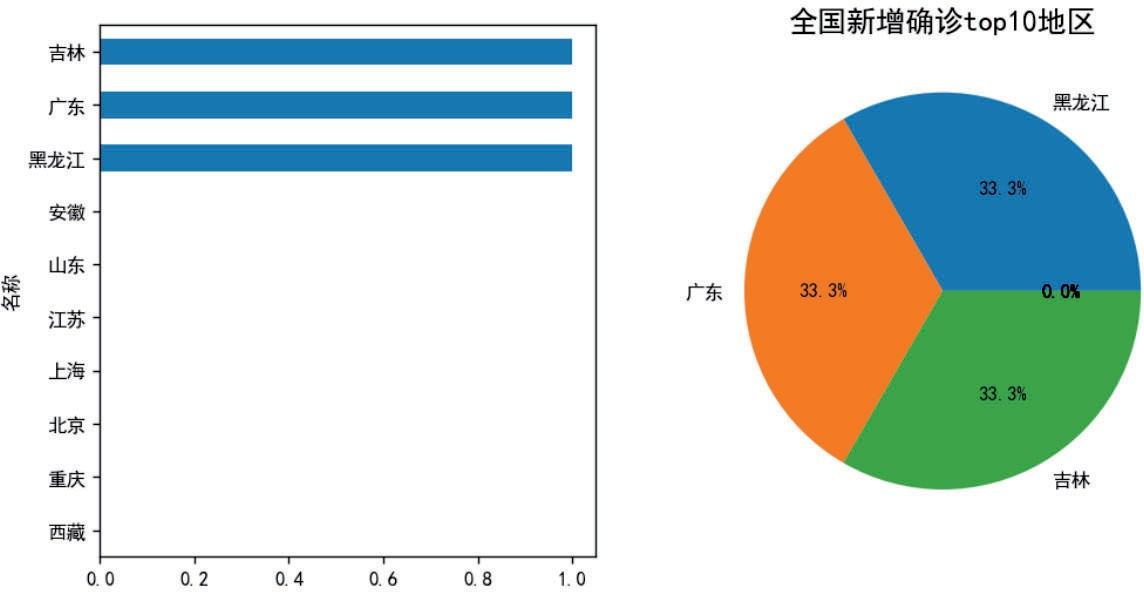 吉林
广东
黑龙江
安徽
山东
江苏
上海
北京
重庆
西藏
名称
0.0
0.2
0.4
0.6
0.8
1.0
全国新增确诊top10地区
黑龙江
33.3%
广东
33.3%
0.0%
33.3%
吉林